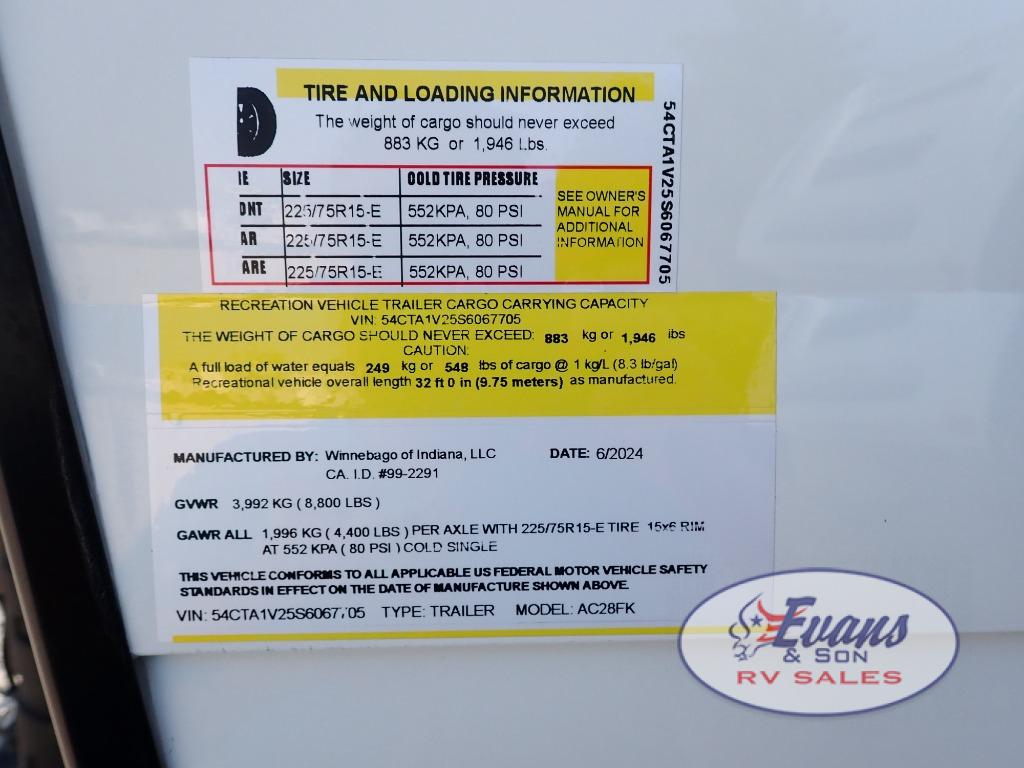 TIRE AND LOADING INFORMATION
The weight of cargo should never exceed
883 KG or 1,946 Lbs.
IE SIZE COLD TIRE PRESSURE
ONT 225/75R15-E 552KPA, 80 PSI
AR 225/75R15-E 552KPA, 80 PSI
ARE 225/75R15-E 552KPA, 80 PSI
SEE OWNER'S
MANUAL FOR
ADDITIONAL
INFORMATION
54CTA1V25S6067705
RECREATION VEHICLE TRAILER CARGO CARRYING CAPACITY
VIN: 54CTA1V25S6067705
THE WEIGHT OF CARGO SHOULD NEVER EXCEED: 883 kg or 1,946 lbs
CAUTION:
A full load of water equals 249 kg or 548 lbs of cargo @ 1 kg/L (8.3 lb/gal)
Recreational vehicle overall length 32 ft 0 in (9.75 meters) as manufactured.
MANUFACTURED BY: Winnebago of Indiana, LLC DATE: 6/2024
CA. I.D. #99-2291
GVWR 3,992 KG ( 8,800 LBS )
GAWR ALL 1,996 KG ( 4,400 LBS ) PER AXLE WITH 225/75R15-E TIRE 15x6 RIM
AT 552 KPA ( 80 PSI ) COLD SINGLE
THIS VEHICLE CONFORMS TO ALL APPLICABLE US FEDERAL MOTOR VEHICLE SAFETY
STANDARDS IN EFFECT ON THE DATE OF MANUFACTURE SHOWN ABOVE.
VIN: 54CTA1V25S6067705 TYPE: TRAILER MODEL: AC28FK
Evans
& SON
RV SALES